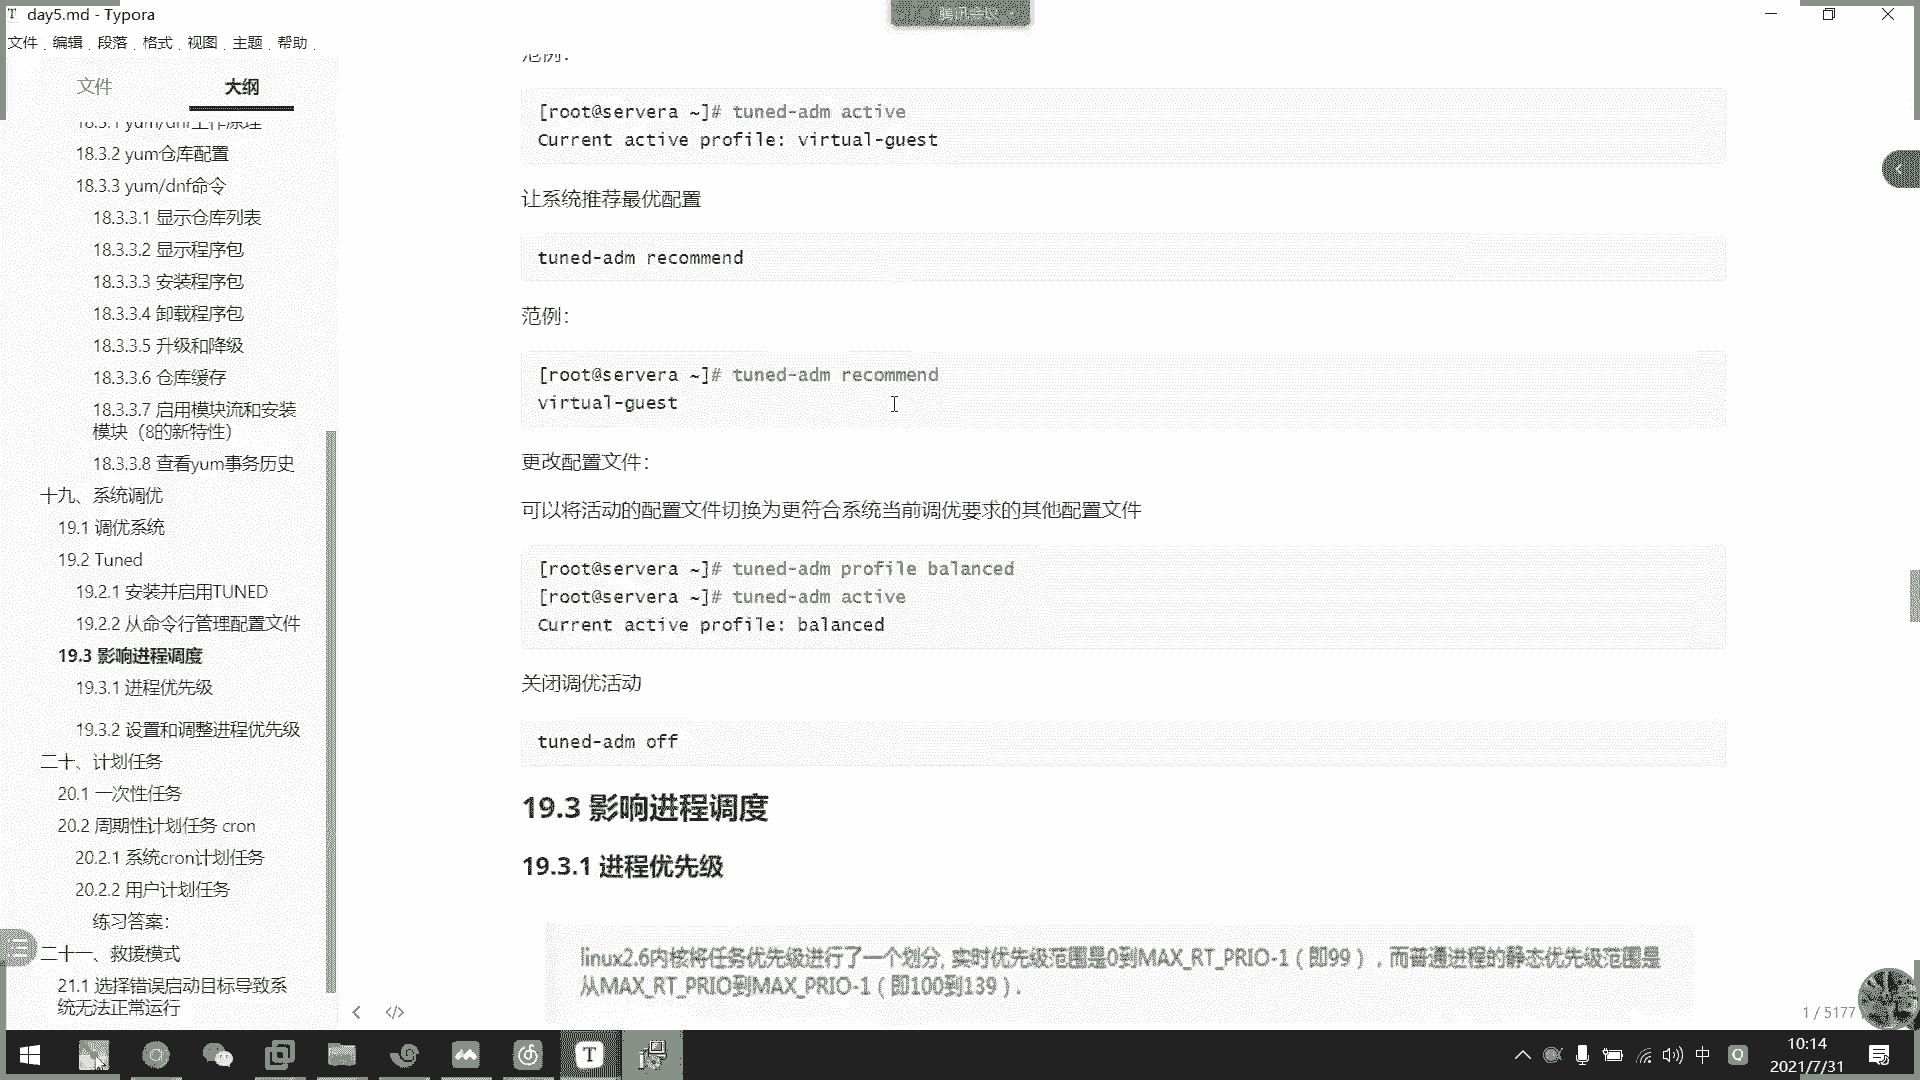 day5.md - Typora
腾讯会议
文件 编辑 段落 格式 视图 主题 帮助
文件 大纲
18.3.1 yum/dnf工作原理
18.3.2 yum仓库配置
18.3.3 yum/dnf命令
18.3.3.1 显示仓库列表
18.3.3.2 显示程序包
18.3.3.3 安装程序包
18.3.3.4 卸载程序包
18.3.3.5 升级和降级
18.3.3.6 仓库缓存
18.3.3.7 启用模块流和安装
模块（8的新特性）
18.3.3.8 查看yum事务历史
十九、系统调优
19.1 调优系统
19.2 Tuned
19.2.1 安装并启用TUNED
19.2.2 从命令行管理配置文件
19.3 影响进程调度
19.3.1 进程优先级
19.3.2 设置和调整进程优先级
二十、计划任务
20.1 一次性任务
20.2 周期性计划任务 cron
20.2.1 系统cron计划任务
20.2.2 用户计划任务
练习答案：
二十一、救援模式
21.1 选择错误启动目标导致系
统无法正常运行
范例：
[root@servera ~]# tuned-adm active
Current active profile: virtual-guest
让系统推荐最优配置
tuned-adm recommend
范例：
[root@servera ~]# tuned-adm recommend
virtual-guest
更改配置文件：
可以将活动的配置文件切换为更符合系统当前调优要求的其他配置文件
[root@servera ~]# tuned-adm profile balanced
[root@servera ~]# tuned-adm active
Current active profile: balanced
关闭调优活动
tuned-adm off
19.3 影响进程调度
19.3.1 进程优先级
linux2.6内核将任务优先级进行了一个划分, 实时优先级范围是0到MAX_RT_PRIO-1（即99）, 而普通进程的静态优先级范围是
从MAX_RT_PRIO到MAX_PRIO-1（即100到139）.
1 / 5177
中
10:14
2021/7/31